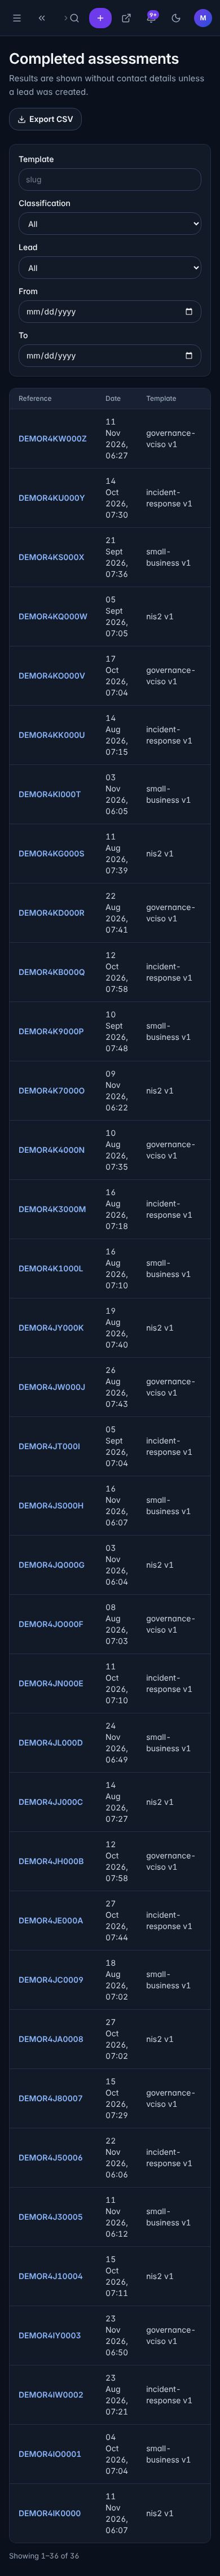 9+
M
Completed assessments
Results are shown without contact details unless
a lead was created.
Export CSV
Template
slug
Classification
All
Lead
All
From
mm/dd/yyyy
To
mm/dd/yyyy
Reference Date Template
DEMOR4KW000Z 11 Nov 2026, 06:27 governance-vciso v1
DEMOR4KU000Y 14 Oct 2026, 07:30 incident-response v1
DEMOR4KS000X 21 Sept 2026, 07:36 small-business v1
DEMOR4KQ000W 05 Sept 2026, 07:05 nis2 v1
DEMOR4KO000V 17 Oct 2026, 07:04 governance-vciso v1
DEMOR4KK000U 14 Aug 2026, 07:15 incident-response v1
DEMOR4KI000T 03 Nov 2026, 06:05 small-business v1
DEMOR4KG000S 11 Aug 2026, 07:39 nis2 v1
DEMOR4KD000R 22 Aug 2026, 07:41 governance-vciso v1
DEMOR4KB000Q 12 Oct 2026, 07:58 incident-response v1
DEMOR4K9000P 10 Sept 2026, 07:48 small-business v1
DEMOR4K7000O 09 Nov 2026, 06:22 nis2 v1
DEMOR4K4000N 10 Aug 2026, 07:35 governance-vciso v1
DEMOR4K3000M 16 Aug 2026, 07:18 incident-response v1
DEMOR4K1000L 16 Aug 2026, 07:10 small-business v1
DEMOR4JY000K 19 Aug 2026, 07:40 nis2 v1
DEMOR4JW000J 26 Aug 2026, 07:43 governance-vciso v1
DEMOR4JT000I 05 Sept 2026, 07:04 incident-response v1
DEMOR4JS000H 16 Nov 2026, 06:07 small-business v1
DEMOR4JQ000G 03 Nov 2026, 06:04 nis2 v1
DEMOR4JO000F 08 Aug 2026, 07:03 governance-vciso v1
DEMOR4JN000E 11 Oct 2026, 07:10 incident-response v1
DEMOR4JL000D 24 Nov 2026, 06:49 small-business v1
DEMOR4JJ000C 14 Aug 2026, 07:27 nis2 v1
DEMOR4JH000B 12 Oct 2026, 07:58 governance-vciso v1
DEMOR4JE000A 27 Oct 2026, 07:44 incident-response v1
DEMOR4JC0009 18 Aug 2026, 07:02 small-business v1
DEMOR4JA0008 27 Oct 2026, 07:02 nis2 v1
DEMOR4J80007 15 Oct 2026, 07:29 governance-vciso v1
DEMOR4J50006 22 Nov 2026, 06:06 incident-response v1
DEMOR4J30005 11 Nov 2026, 06:12 small-business v1
DEMOR4J10004 15 Oct 2026, 07:11 nis2 v1
DEMOR4IY0003 23 Nov 2026, 06:50 governance-vciso v1
DEMOR4IW0002 23 Aug 2026, 07:21 incident-response v1
DEMOR4IO0001 04 Oct 2026, 07:04 small-business v1
DEMOR4IK0000 11 Nov 2026, 06:07 nis2 v1
Showing 1–36 of 36